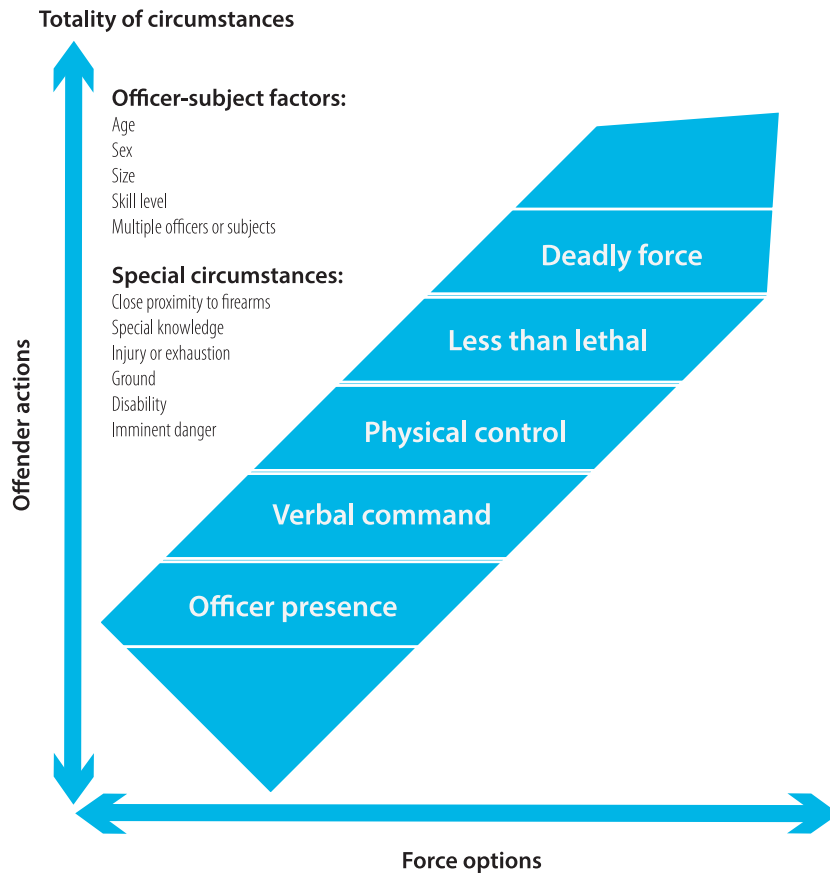 Totality of circumstances
Officer-subject factors:
Age
Sex
Size
Skill level
Multiple officers or subjects
Special circumstances:
Close proximity to firearms
Special knowledge
Injury or exhaustion
Ground
Disability
Imminent danger
Offender actions
Deadly force
Less than lethal
Physical control
Verbal command
Officer presence
Force options